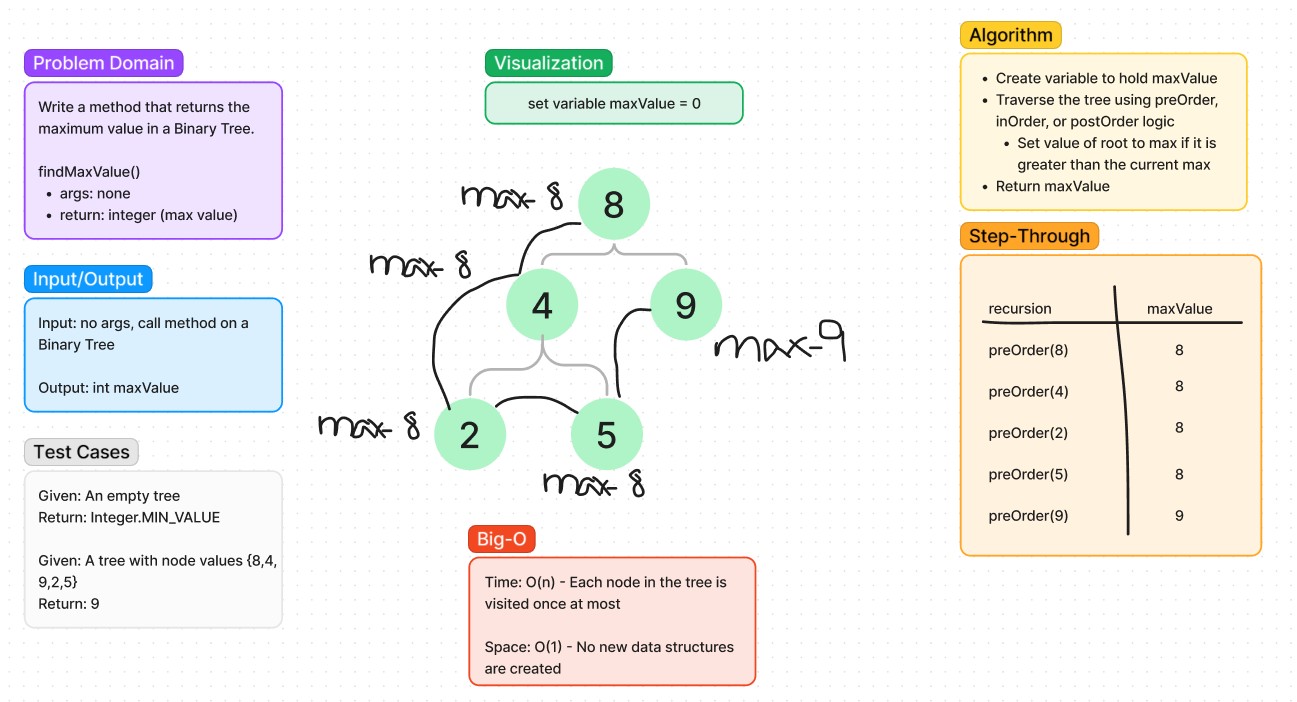 Problem Domain
Write a method that returns the
maximum value in a Binary Tree.
findMaxValue()
• args: none
• return: integer (max value)
Input/Output
Input: no args, call method on a
Binary Tree
Output: int maxValue
Test Cases
Given: An empty tree
Return: Integer.MIN_VALUE
Given: A tree with node values {8,4,
9,2,5}
Return: 9
Visualization
set variable maxValue = 0
max- 8
8
max- 8
4
9
max-9
max- 8
2
5
max- 8
Big-O
Time: O(n) - Each node in the tree is
visited once at most
Space: O(1) - No new data structures
are created
Algorithm
• Create variable to hold maxValue
• Traverse the tree using preOrder,
inOrder, or postOrder logic
• Set value of root to max if it is
greater than the current max
• Return maxValue
Step-Through
recursion maxValue
preOrder(8) 8
preOrder(4) 8
preOrder(2) 8
preOrder(5) 8
preOrder(9) 9